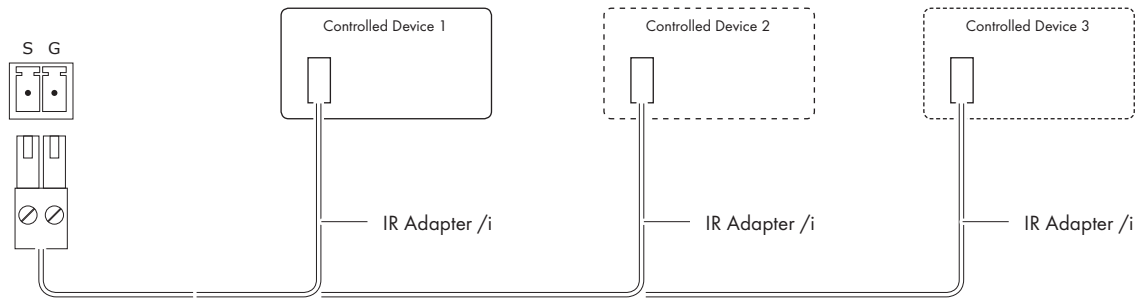 Controlled Device 1
Controlled Device 2
Controlled Device 3
S G
IR Adapter /i
IR Adapter /i
IR Adapter /i